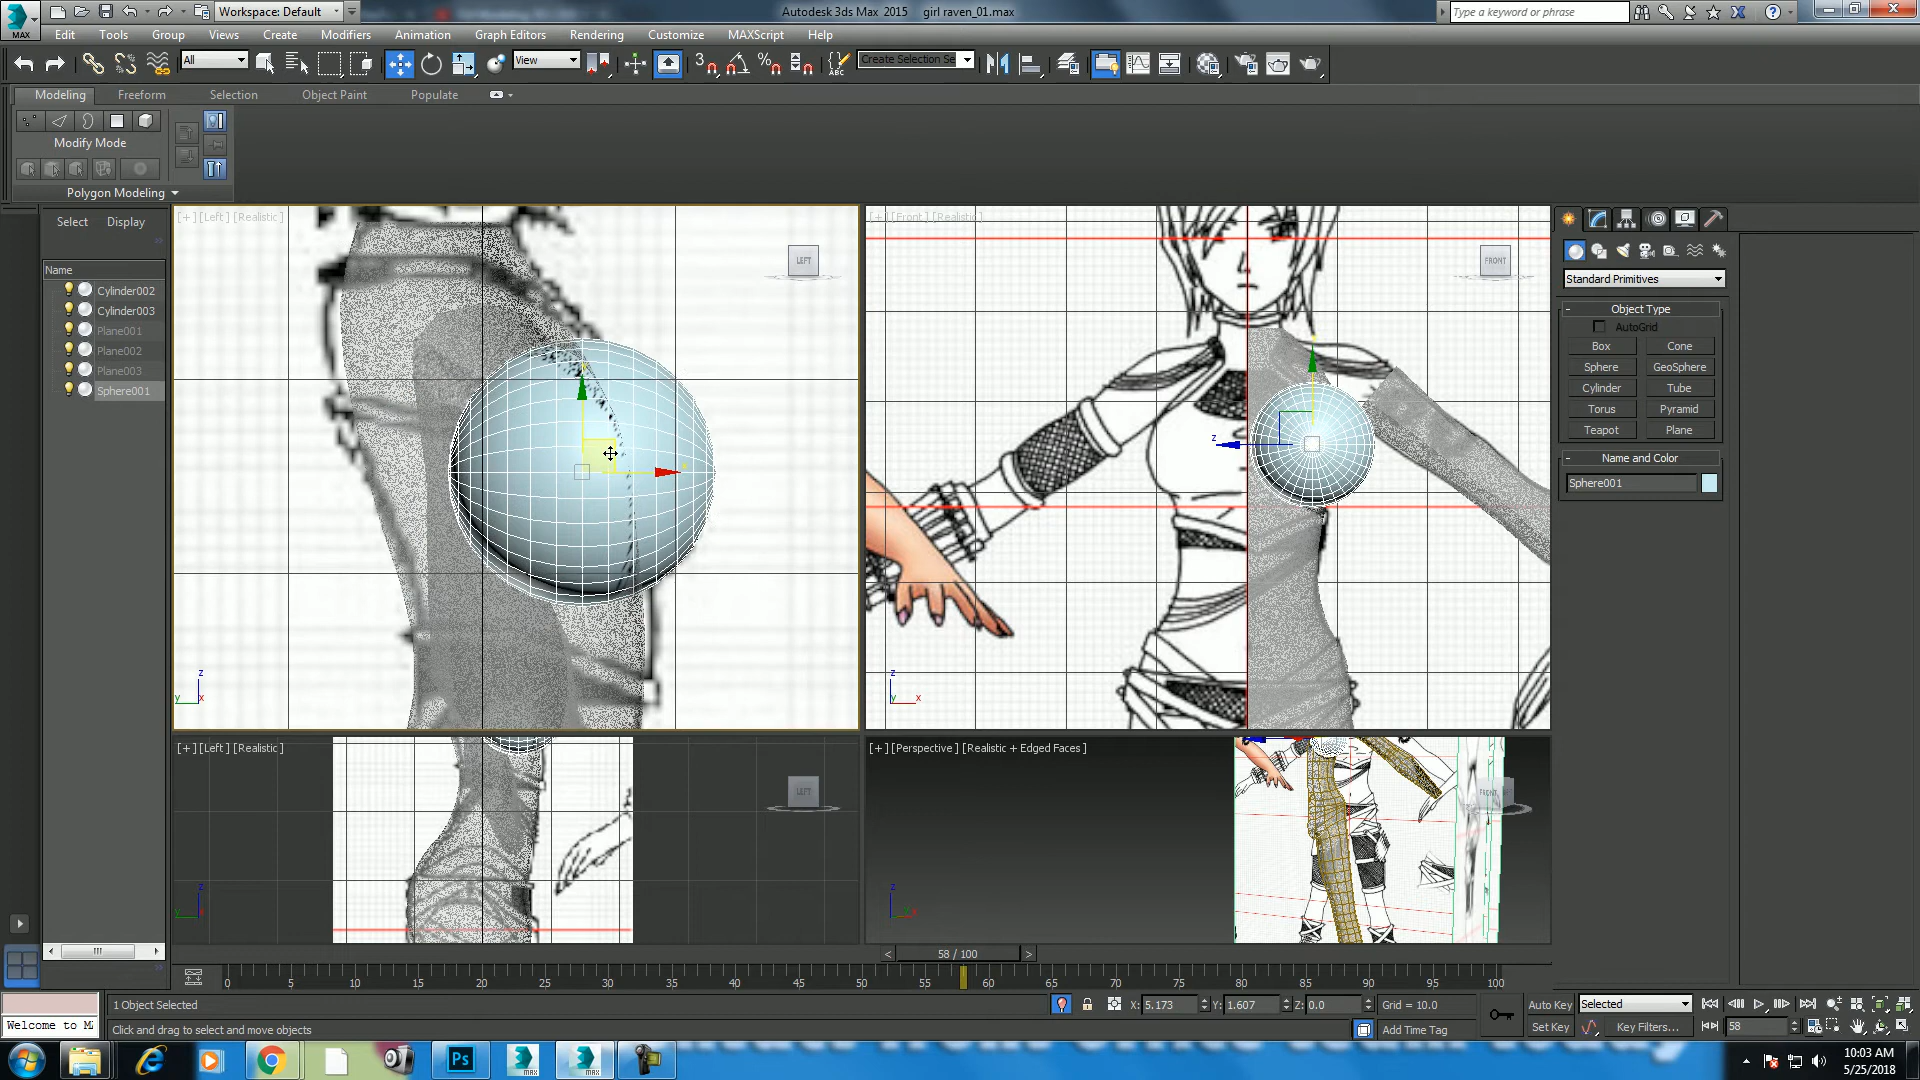 Workspace: Default
Autodesk 3ds Max 2015 girl raven_01.max
Type a keyword or phrase
MAX
Edit Tools Group Views Create Modifiers Animation Graph Editors Rendering Customize MAXScript Help
All
View
Create Selection Se
Modeling Freeform Selection Object Paint Populate
Modify Mode
Polygon Modeling
Select Display
Name
Cylinder002
Cylinder003
Plane001
Plane002
Plane003
Sphere001
[+] [Left] [Realistic]
LEFT
[+] [Front] [Realistic]
FRONT
[+] [Left] [Realistic]
LEFT
[+] [Perspective] [Realistic + Edged Faces]
FRONT
Standard Primitives
Object Type
AutoGrid
Box Cone
Sphere GeoSphere
Cylinder Tube
Torus Pyramid
Teapot Plane
Name and Color
Sphere001
58 / 100
0 5 10 15 20 25 30 35 40 45 50 55 60 65 70 75 80 85 90 95 100
1 Object Selected
X: 5.173 Y: 1.607 Z: 0.0 Grid = 10.0
Auto Key Selected
Welcome to M
Click and drag to select and move objects
Add Time Tag
Set Key Key Filters... 58
Ps
MAX
MAX
10:03 AM
5/25/2018